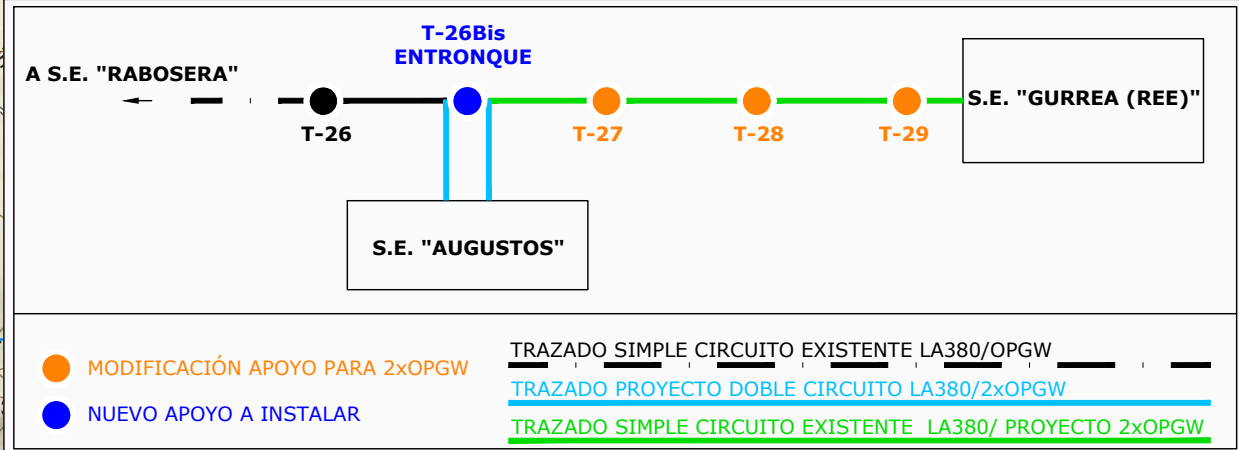 T-26Bis
ENTRONQUE
A S.E. "RABOSERA"
S.E. "GURREA (REE)"
T-26
T-27
T-28
T-29
S.E. "AUGUSTOS"
MODIFICACIÓN APOYO PARA 2xOPGW
NUEVO APOYO A INSTALAR
TRAZADO SIMPLE CIRCUITO EXISTENTE LA380/OPGW
TRAZADO PROYECTO DOBLE CIRCUITO LA380/2xOPGW
TRAZADO SIMPLE CIRCUITO EXISTENTE  LA380/ PROYECTO 2xOPGW